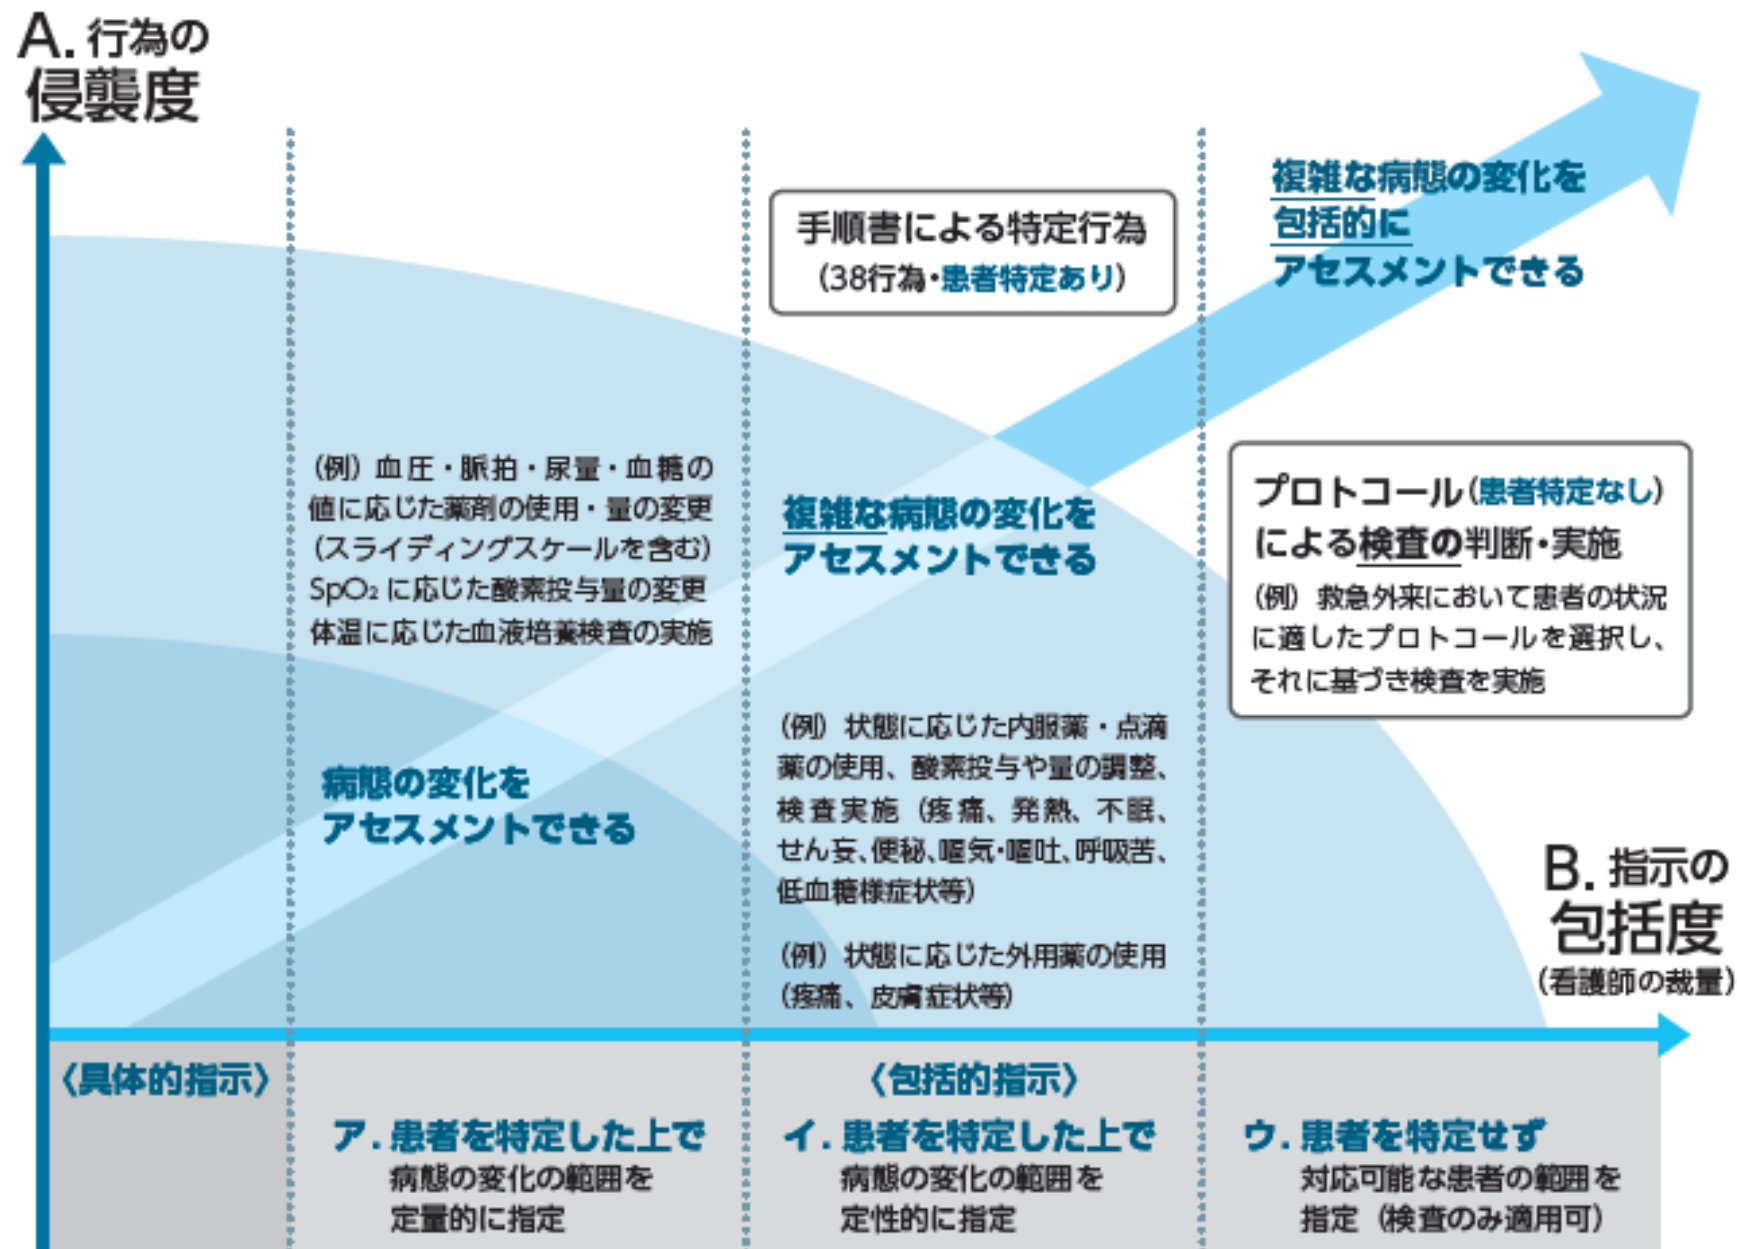 A. 行為の
侵襲度
手順書による特定行為
（38行為・患者特定あり）
複雑な病態の変化を
包括的に
アセスメントできる
（例）血圧・脈拍・尿量・血糖の
値に応じた薬剤の使用・量の変更
（スライディングスケールを含む）
SpO₂ に応じた酸素投与量の変更
体温に応じた血液培養検査の実施
複雑な病態の変化を
アセスメントできる
プロトコール（患者特定なし）
による検査の判断・実施
（例）救急外来において患者の状況
に適したプロトコールを選択し、
それに基づき検査を実施
病態の変化を
アセスメントできる
（例）状態に応じた内服薬・点滴
薬の使用、酸素投与や量の調整、
検査実施（疼痛、発熱、不眠、
せん妄、便秘、嘔気・嘔吐、呼吸苦、
低血糖様症状等）
（例）状態に応じた外用薬の使用
（疼痛、皮膚症状等）
B. 指示の
包括度
（看護師の裁量）
〈具体的指示〉
〈包括的指示〉
ア. 患者を特定した上で
病態の変化の範囲を
定量的に指定
イ. 患者を特定した上で
病態の変化の範囲を
定性的に指定
ウ. 患者を特定せず
対応可能な患者の範囲を
指定（検査のみ適用可）